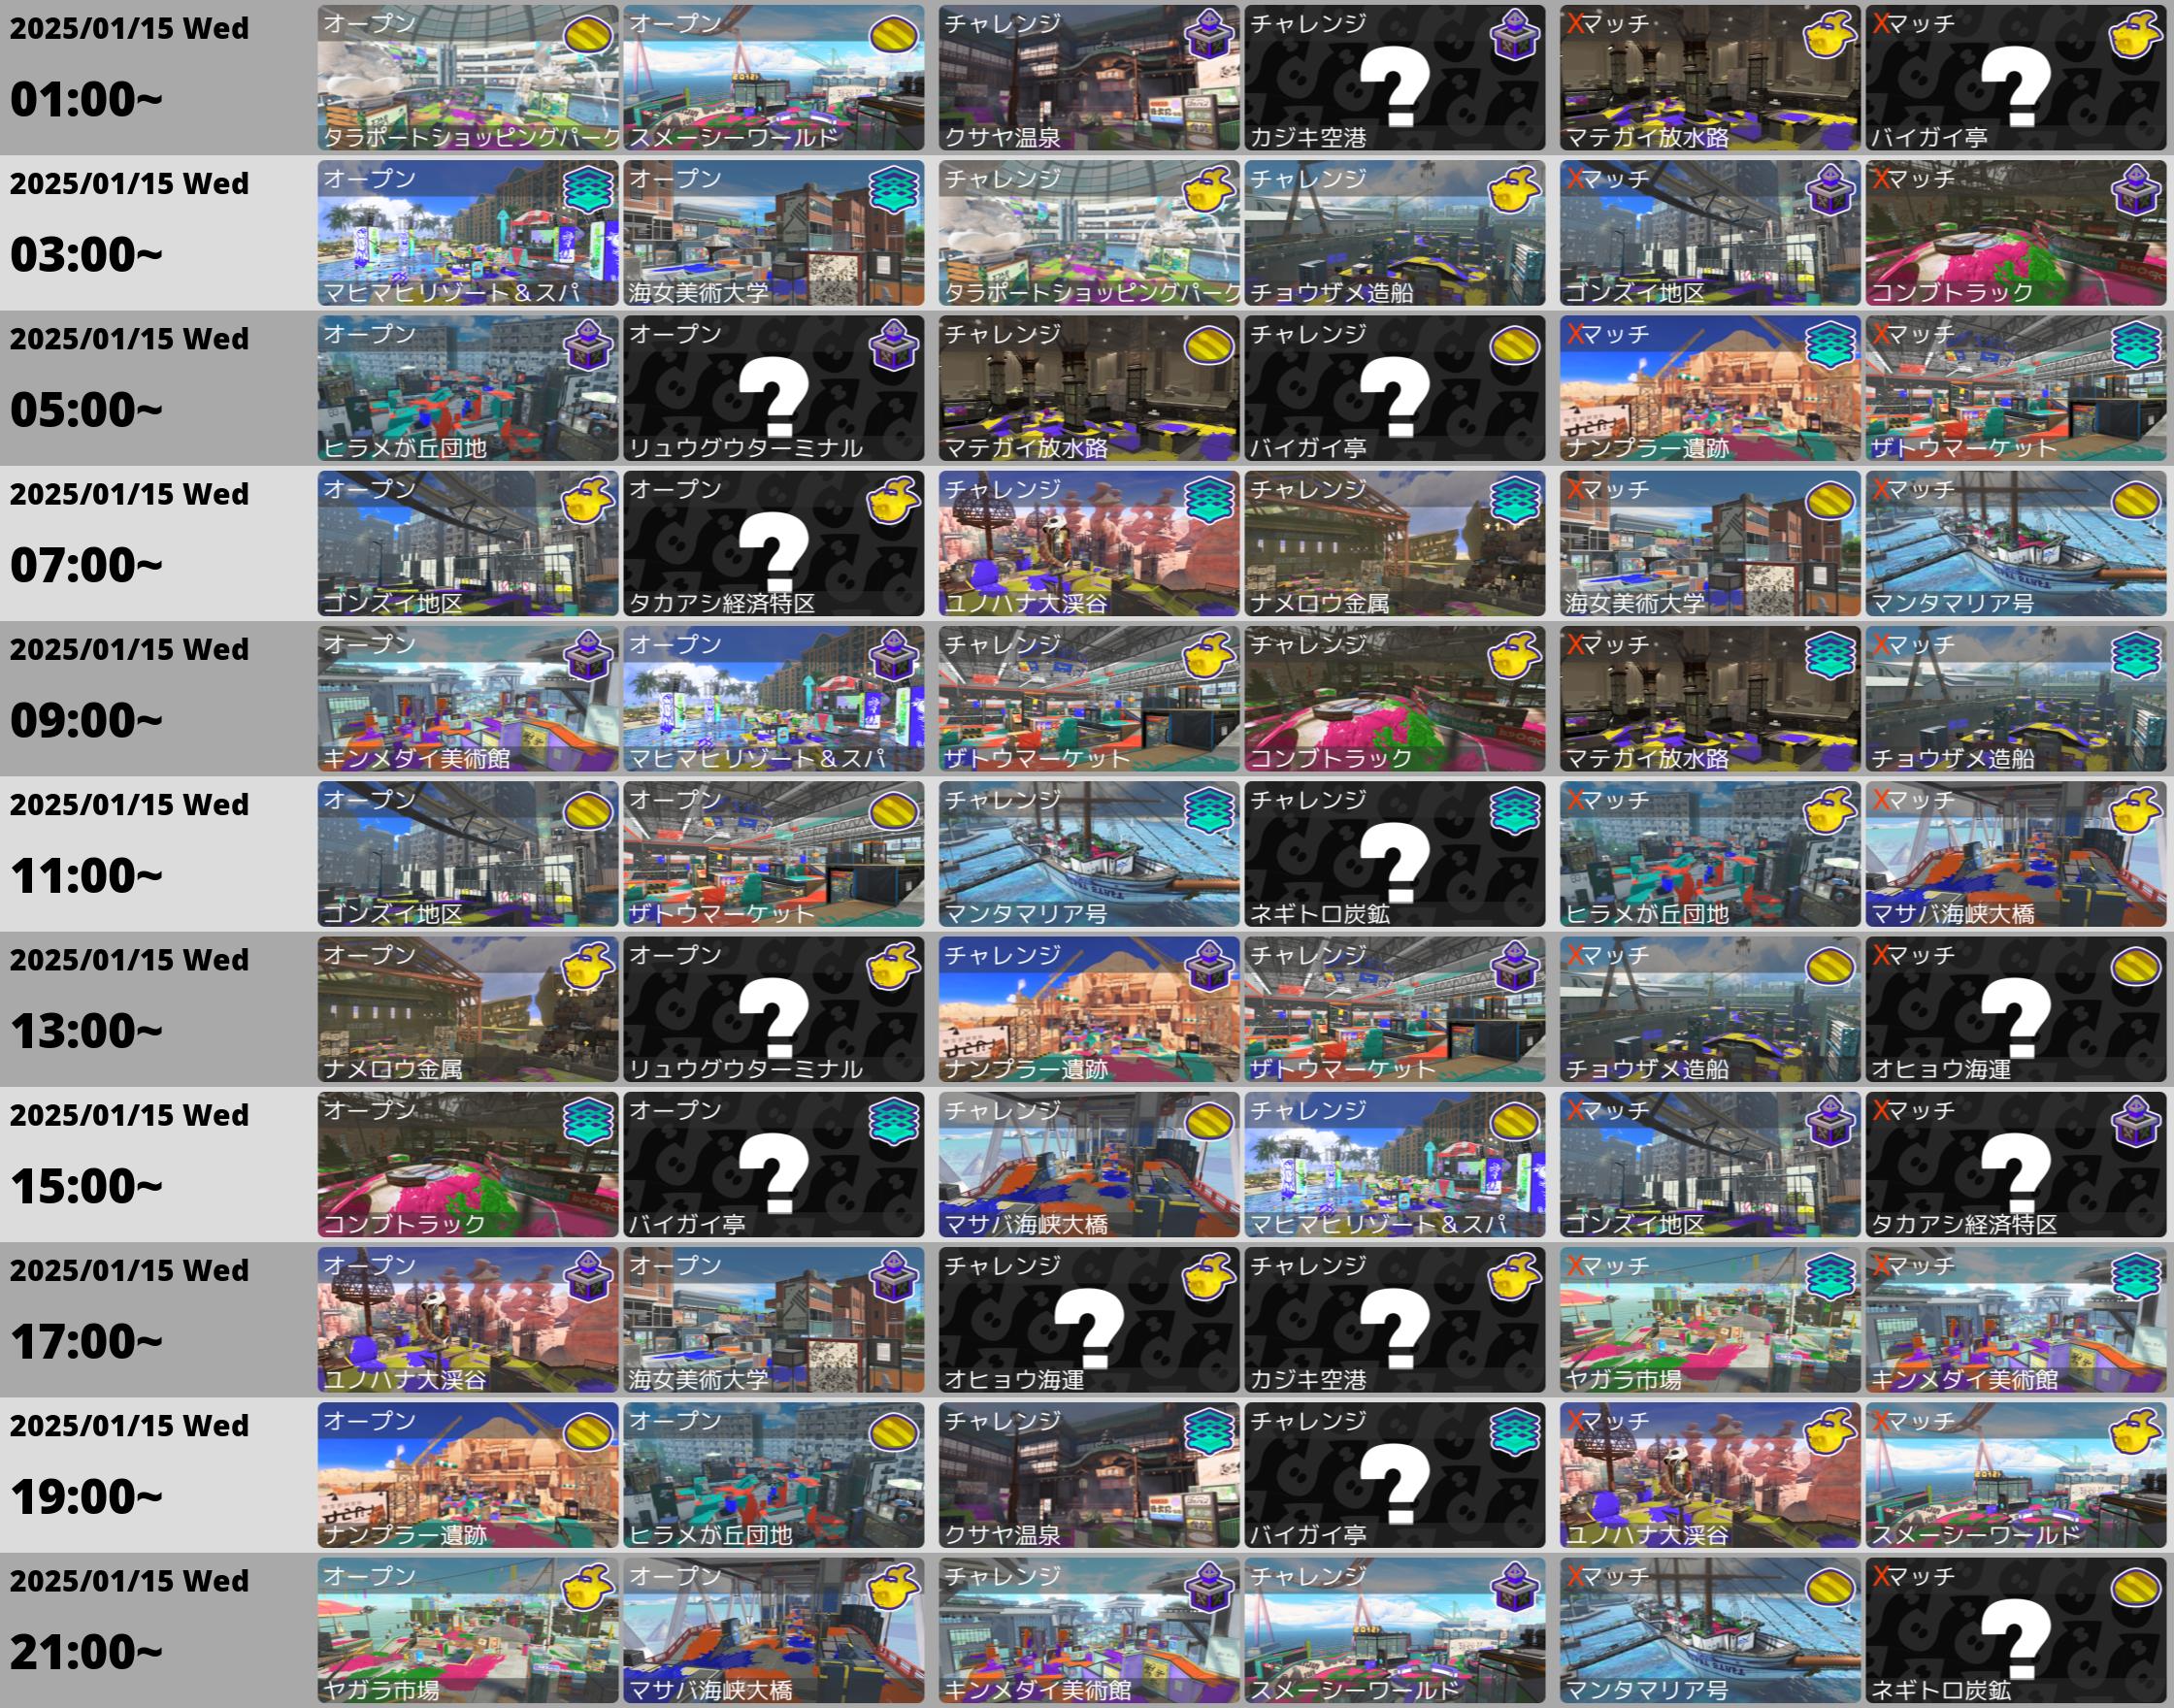 2025/01/15 Wed
01:00~
オープン
タラポートショッピングパーク
オープン
スメーシーワールド
チャレンジ
クサヤ温泉
チャレンジ
?
カジキ空港
Xマッチ
マテガイ放水路
Xマッチ
?
バイガイ亭
2025/01/15 Wed
03:00~
オープン
マヒマヒリゾート&スパ
オープン
海女美術大学
チャレンジ
タラポートショッピングパーク
チャレンジ
チョウザメ造船
Xマッチ
ゴンズイ地区
Xマッチ
コンブトラック
2025/01/15 Wed
05:00~
オープン
ヒラメが丘団地
オープン
?
リュウグウターミナル
チャレンジ
マテガイ放水路
チャレンジ
?
バイガイ亭
Xマッチ
ナンプラー遺跡
Xマッチ
ザトウマーケット
2025/01/15 Wed
07:00~
オープン
ゴンズイ地区
オープン
?
タカアシ経済特区
チャレンジ
ユノハナ大渓谷
チャレンジ
ナメロウ金属
Xマッチ
海女美術大学
Xマッチ
マンタマリア号
2025/01/15 Wed
09:00~
オープン
キンメダイ美術館
オープン
マヒマヒリゾート&スパ
チャレンジ
ザトウマーケット
チャレンジ
コンブトラック
Xマッチ
マテガイ放水路
Xマッチ
チョウザメ造船
2025/01/15 Wed
11:00~
オープン
ゴンズイ地区
オープン
ザトウマーケット
チャレンジ
マンタマリア号
チャレンジ
?
ネギトロ炭鉱
Xマッチ
ヒラメが丘団地
Xマッチ
マサバ海峡大橋
2025/01/15 Wed
13:00~
オープン
ナメロウ金属
オープン
?
リュウグウターミナル
チャレンジ
ナンプラー遺跡
チャレンジ
ザトウマーケット
Xマッチ
チョウザメ造船
Xマッチ
?
オヒョウ海運
2025/01/15 Wed
15:00~
オープン
コンブトラック
オープン
?
バイガイ亭
チャレンジ
マサバ海峡大橋
チャレンジ
マヒマヒリゾート&スパ
Xマッチ
ゴンズイ地区
Xマッチ
?
タカアシ経済特区
2025/01/15 Wed
17:00~
オープン
ユノハナ大渓谷
オープン
海女美術大学
チャレンジ
?
オヒョウ海運
チャレンジ
?
カジキ空港
Xマッチ
ヤガラ市場
Xマッチ
キンメダイ美術館
2025/01/15 Wed
19:00~
オープン
ナンプラー遺跡
オープン
ヒラメが丘団地
チャレンジ
クサヤ温泉
チャレンジ
?
バイガイ亭
Xマッチ
ユノハナ大渓谷
Xマッチ
スメーシーワールド
2025/01/15 Wed
21:00~
オープン
ヤガラ市場
オープン
マサバ海峡大橋
チャレンジ
キンメダイ美術館
チャレンジ
スメーシーワールド
Xマッチ
マンタマリア号
Xマッチ
?
ネギトロ炭鉱